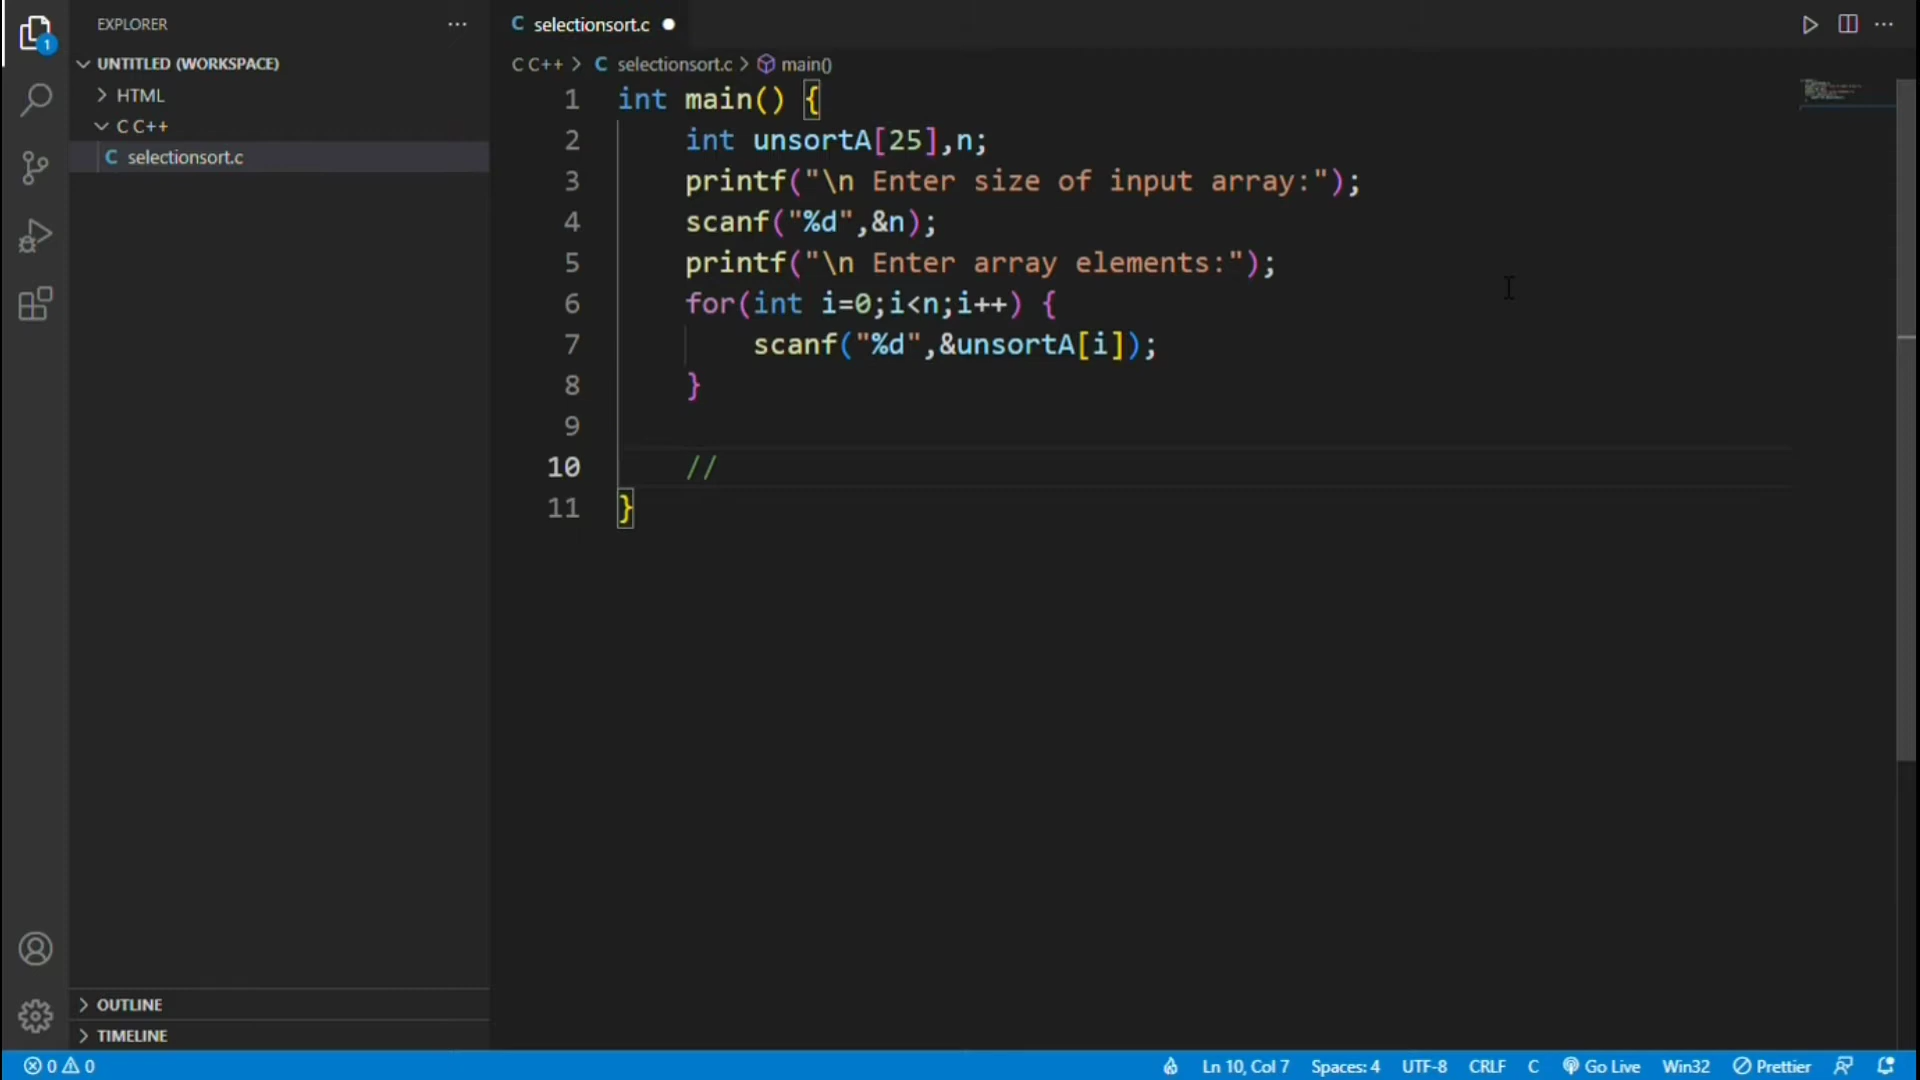 EXPLORER
1
UNTITLED (WORKSPACE)
HTML
C C++
C selectionsort.c
OUTLINE
TIMELINE
C selectionsort.c
C C++ > C selectionsort.c > main()
1 int main() {
2     int unsortA[25],n;
3     printf("\n Enter size of input array:");
4     scanf("%d",&n);
5     printf("\n Enter array elements:");
6     for(int i=0;i<n;i++) {
7         scanf("%d",&unsortA[i]);
8     }
9
10     //
11 }
0 0 Ln 10, Col 7 Spaces: 4 UTF-8 CRLF C Go Live Win32 Prettier